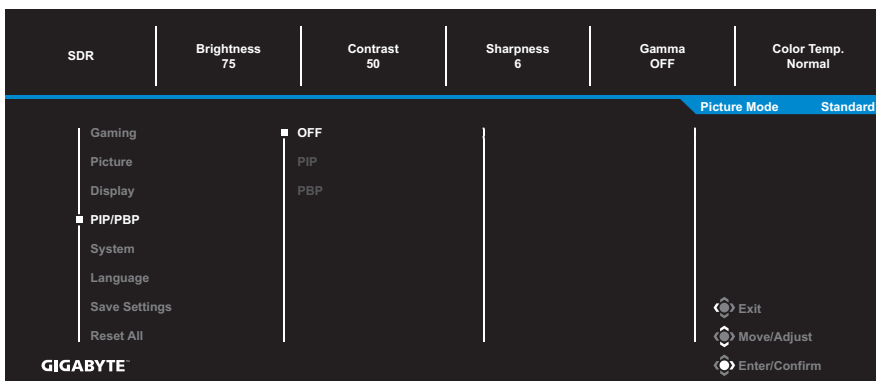 SDR
Brightness
75
Contrast
50
Sharpness
6
Gamma
OFF
Color Temp.
Normal
Picture Mode Standard
Gaming
Picture
Display
PIP/PBP
System
Language
Save Settings
Reset All
OFF
PIP
PBP
Exit
Move/Adjust
Enter/Confirm
GIGABYTE™